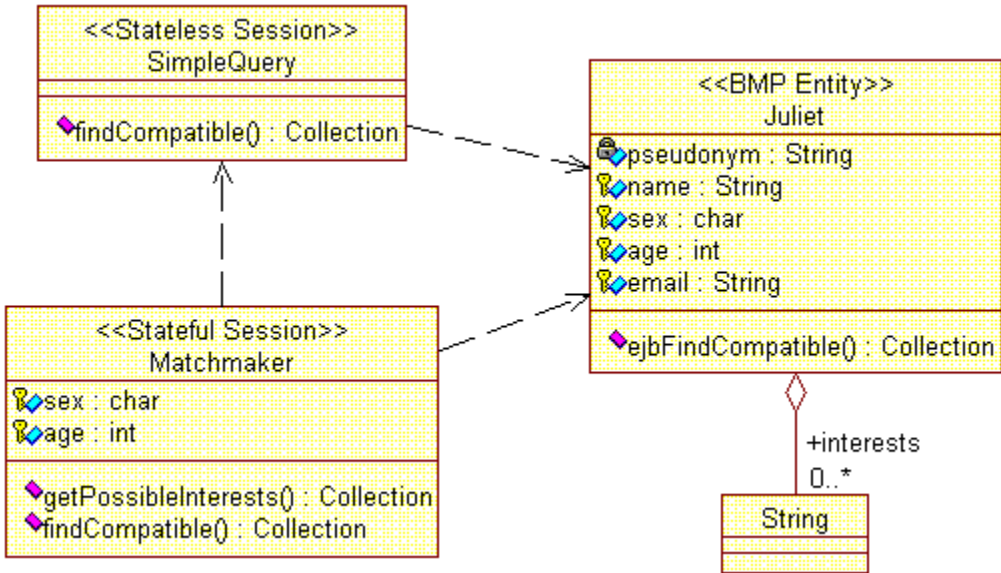 <<Stateless Session>>
SimpleQuery
findCompatible() : Collection
<<BMP Entity>>
Juliet
pseudonym : String
name : String
sex : char
age : int
email : String
ejbFindCompatible() : Collection
<<Stateful Session>>
Matchmaker
sex : char
age : int
getPossibleInterests() : Collection
findCompatible() : Collection
+interests
0..*
String